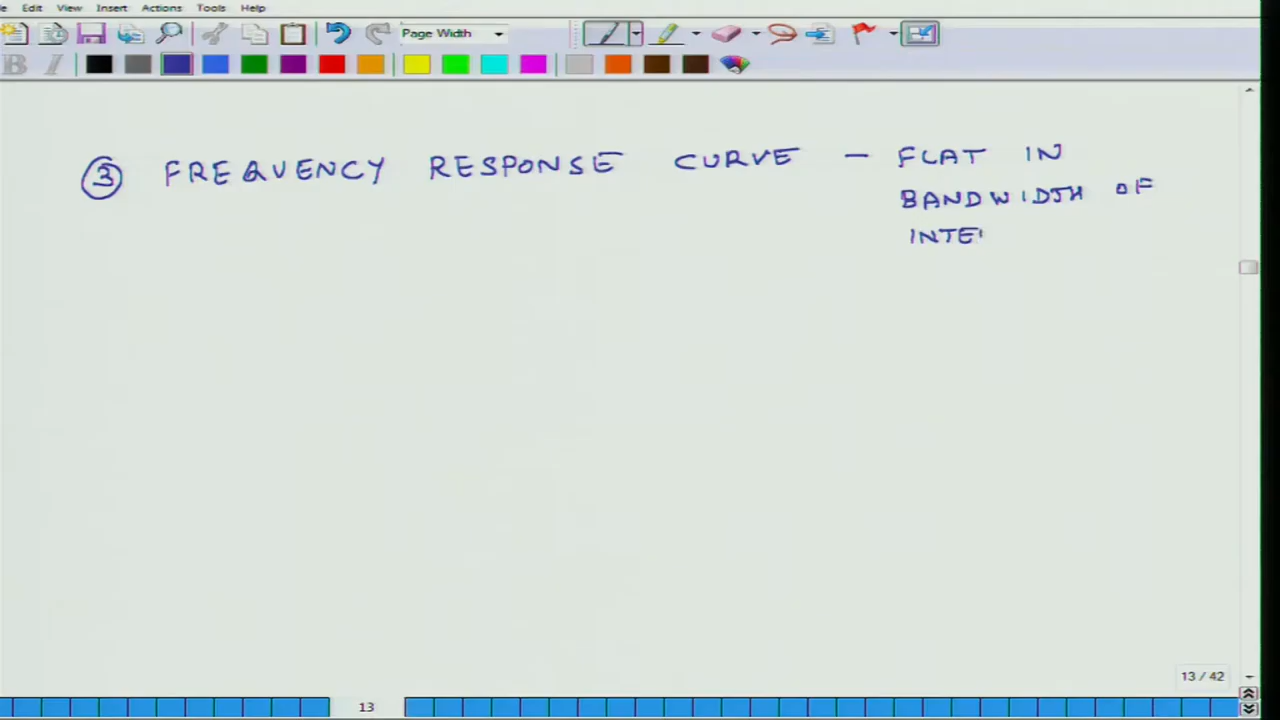 Edit View Insert Actions Tools Help
Page Width
B I
③ FREQUENCY RESPONSE CURVE - FLAT IN
BANDWIDTH OF
INTE
13 / 42
13